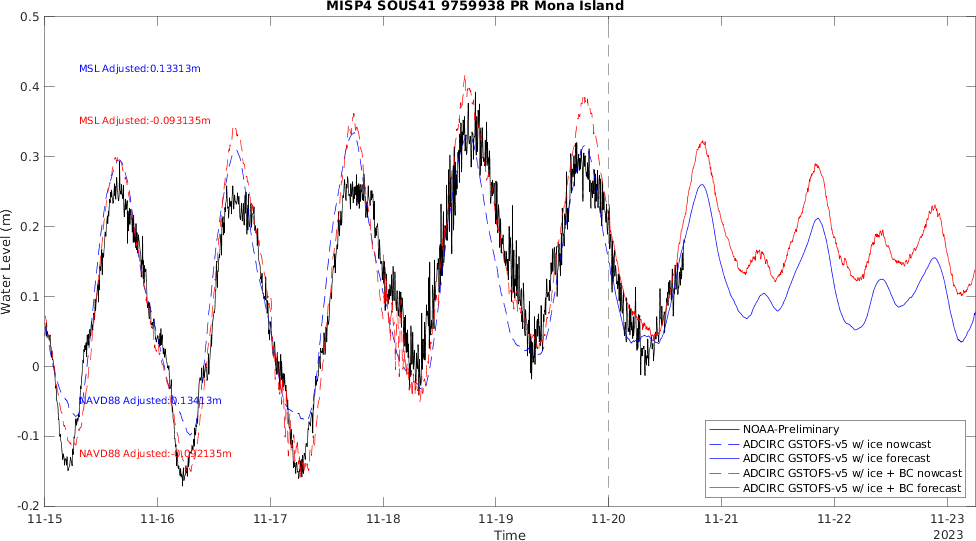 MISP4 SOUS41 9759938 PR Mona Island
0.5
0.4
0.3
0.2
0.1
0
-0.1
-0.2
Water Level (m)
MSL Adjusted:0.13313m
MSL Adjusted:-0.093135m
NAVD88 Adjusted:0.13413m
NAVD88 Adjusted:-0.092135m
NOAA-Preliminary
ADCIRC GSTOFS-v5 w/ ice nowcast
ADCIRC GSTOFS-v5 w/ ice forecast
ADCIRC GSTOFS-v5 w/ ice + BC nowcast
ADCIRC GSTOFS-v5 w/ ice + BC forecast
11-15 11-16 11-17 11-18 11-19 11-20 11-21 11-22 11-23
Time
2023